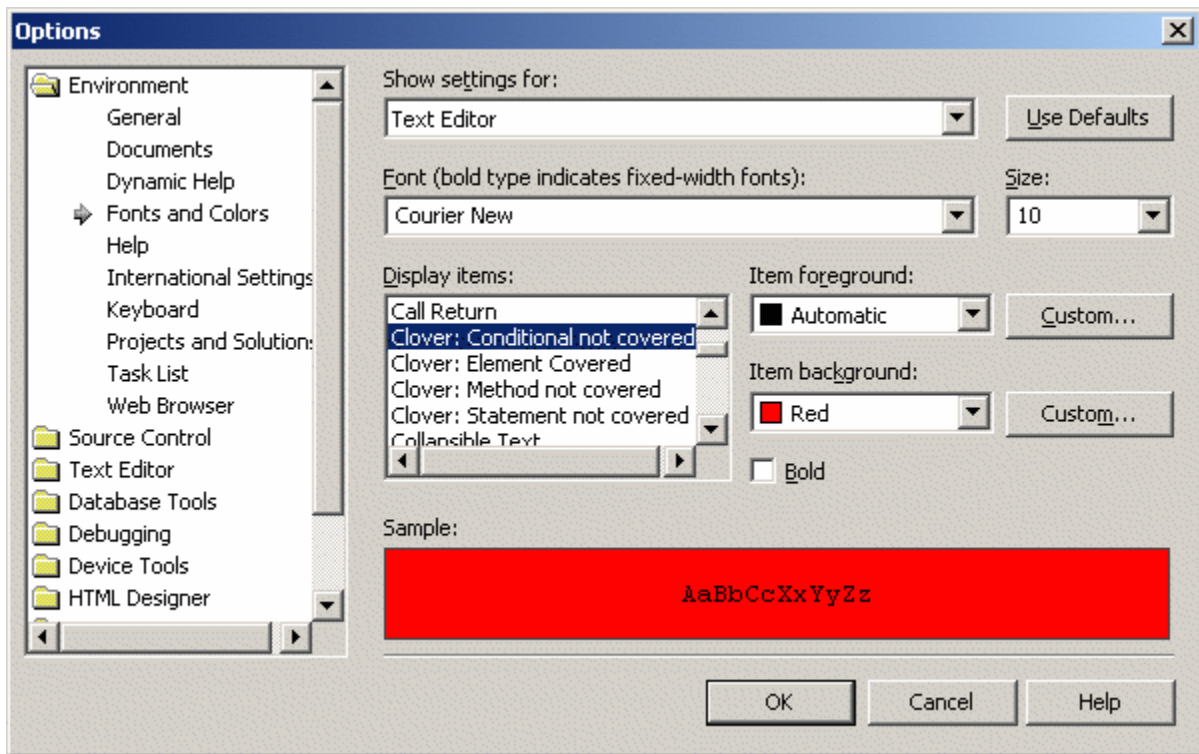 Options
Environment
General
Documents
Dynamic Help
Fonts and Colors
Help
International Settings
Keyboard
Projects and Solution
Task List
Web Browser
Source Control
Text Editor
Database Tools
Debugging
Device Tools
HTML Designer
Show settings for:
Text Editor
Use Defaults
Font (bold type indicates fixed-width fonts):
Size:
Courier New
10
Display items:
Call Return
Clover: Conditional not covered
Clover: Element Covered
Clover: Method not covered
Clover: Statement not covered
Collapsible Text
Item foreground:
Automatic
Custom...
Item background:
Red
Custom...
Bold
Sample:
AaBbCcXxYyZz
OK
Cancel
Help